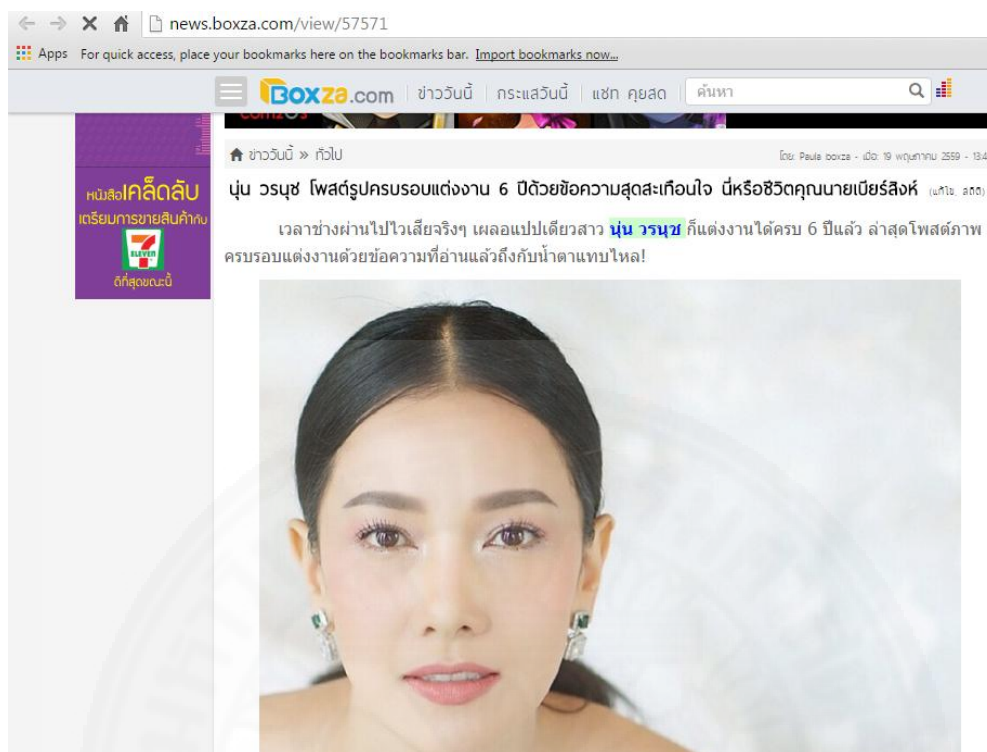 news.boxza.com/view/57571
Apps For quick access, place your bookmarks here on the bookmarks bar. Import bookmarks now...
Boxza.com ข่าววันนี้ กระแสวันนี้ แชท คุยสด ค้นหา
ข่าววันนี้ » ทั่วไป โดย: Paula boxza - เมื่อ: 19 พฤษภาคม 2559 - 13:4
นุ่น วรนุช โพสต์รูปครบรอบแต่งงาน 6 ปีด้วยข้อความสุดสะเทือนใจ นี่หรือชีวิตคุณนายเบียร์สิงห์ (แก้ไข, สถิติ)
เวลาช่างผ่านไปไวเสียจริงๆ เผลอแปปเดียวสาว นุ่น วรนุช ก็แต่งงานได้ครบ 6 ปีแล้ว ล่าสุดโพสต์ภาพ
ครบรอบแต่งงานด้วยข้อความที่อ่านแล้วถึงกับน้ำตาแทบไหล!
หนังสือเคล็ดลับ
เตรียมการขายสินค้ากับ
ELEVEN
ดีที่สุดขณะนี้